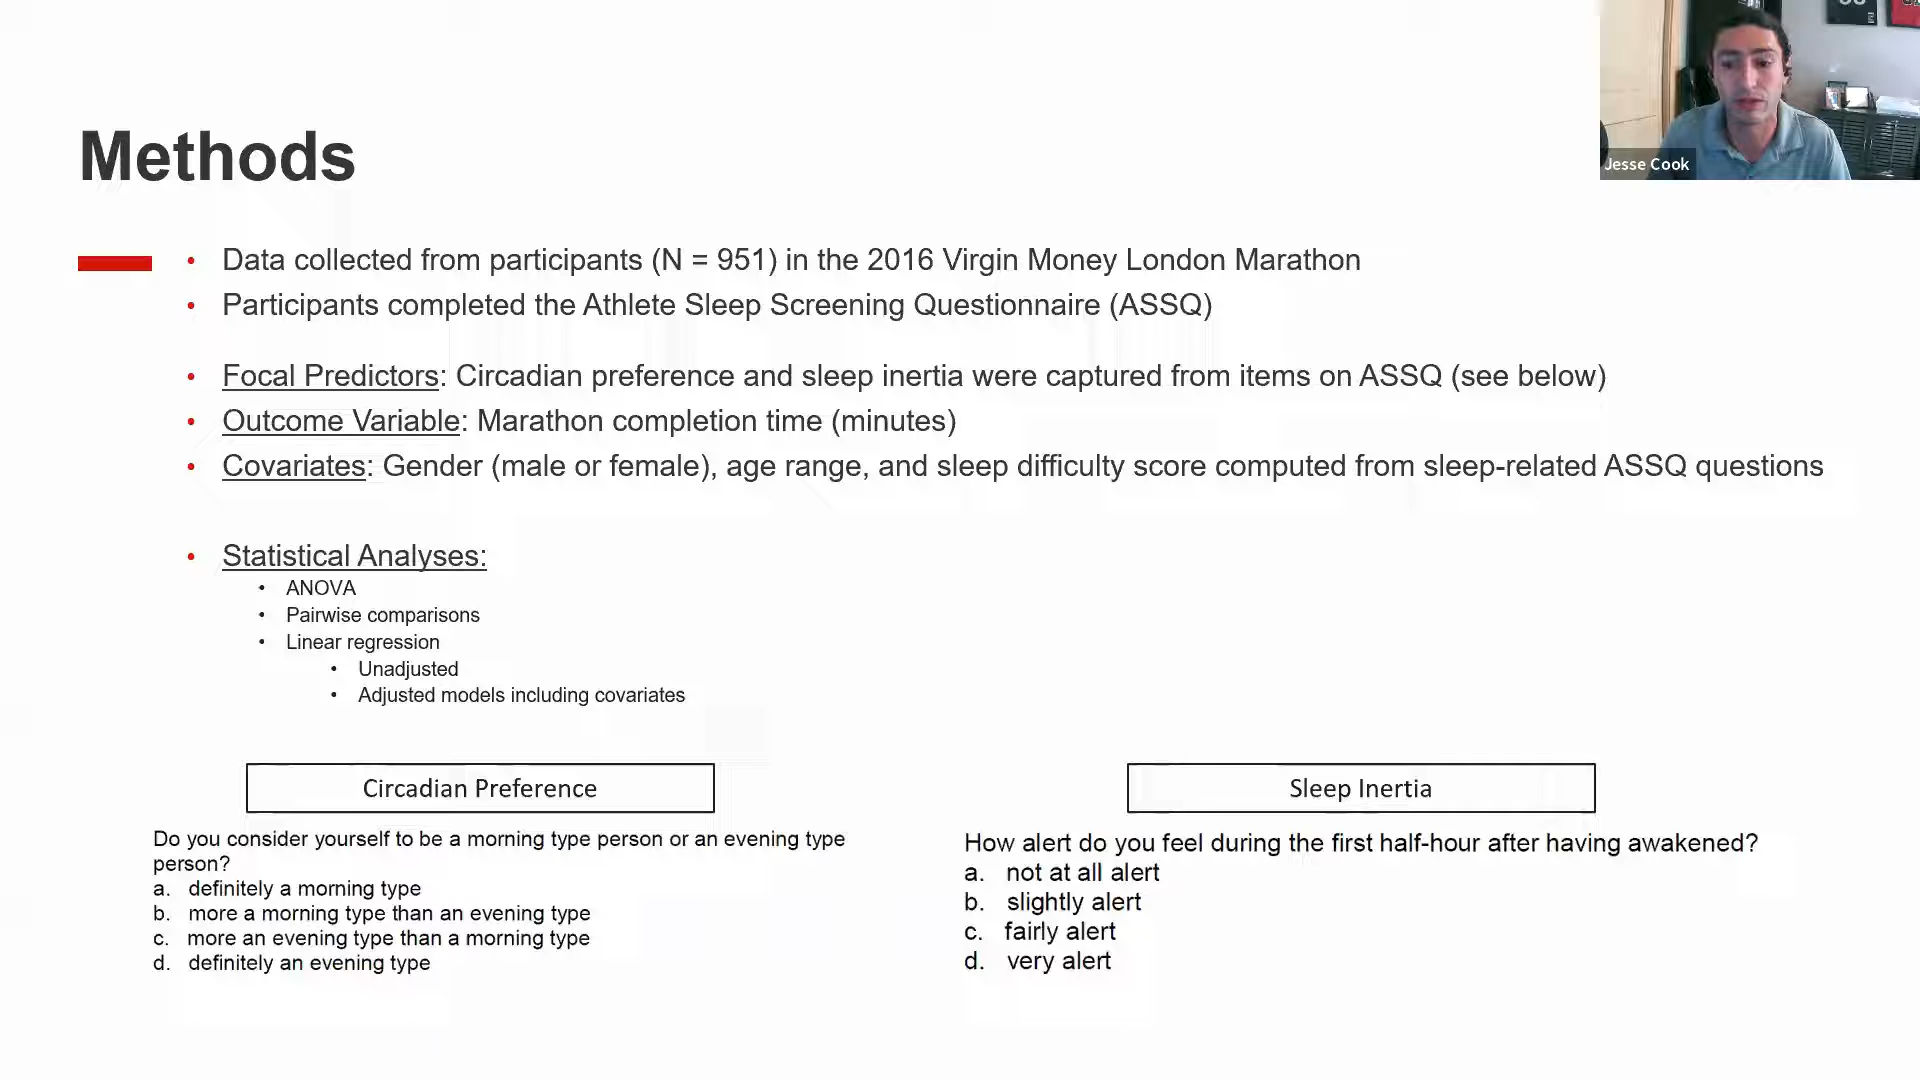 Jesse Cook
Methods
• Data collected from participants (N = 951) in the 2016 Virgin Money London Marathon
• Participants completed the Athlete Sleep Screening Questionnaire (ASSQ)
• Focal Predictors: Circadian preference and sleep inertia were captured from items on ASSQ (see below)
• Outcome Variable: Marathon completion time (minutes)
• Covariates: Gender (male or female), age range, and sleep difficulty score computed from sleep-related ASSQ questions
• Statistical Analyses:
• ANOVA
• Pairwise comparisons
• Linear regression
• Unadjusted
• Adjusted models including covariates
Circadian Preference
Do you consider yourself to be a morning type person or an evening type
person?
a. definitely a morning type
b. more a morning type than an evening type
c. more an evening type than a morning type
d. definitely an evening type
Sleep Inertia
How alert do you feel during the first half-hour after having awakened?
a. not at all alert
b. slightly alert
c. fairly alert
d. very alert